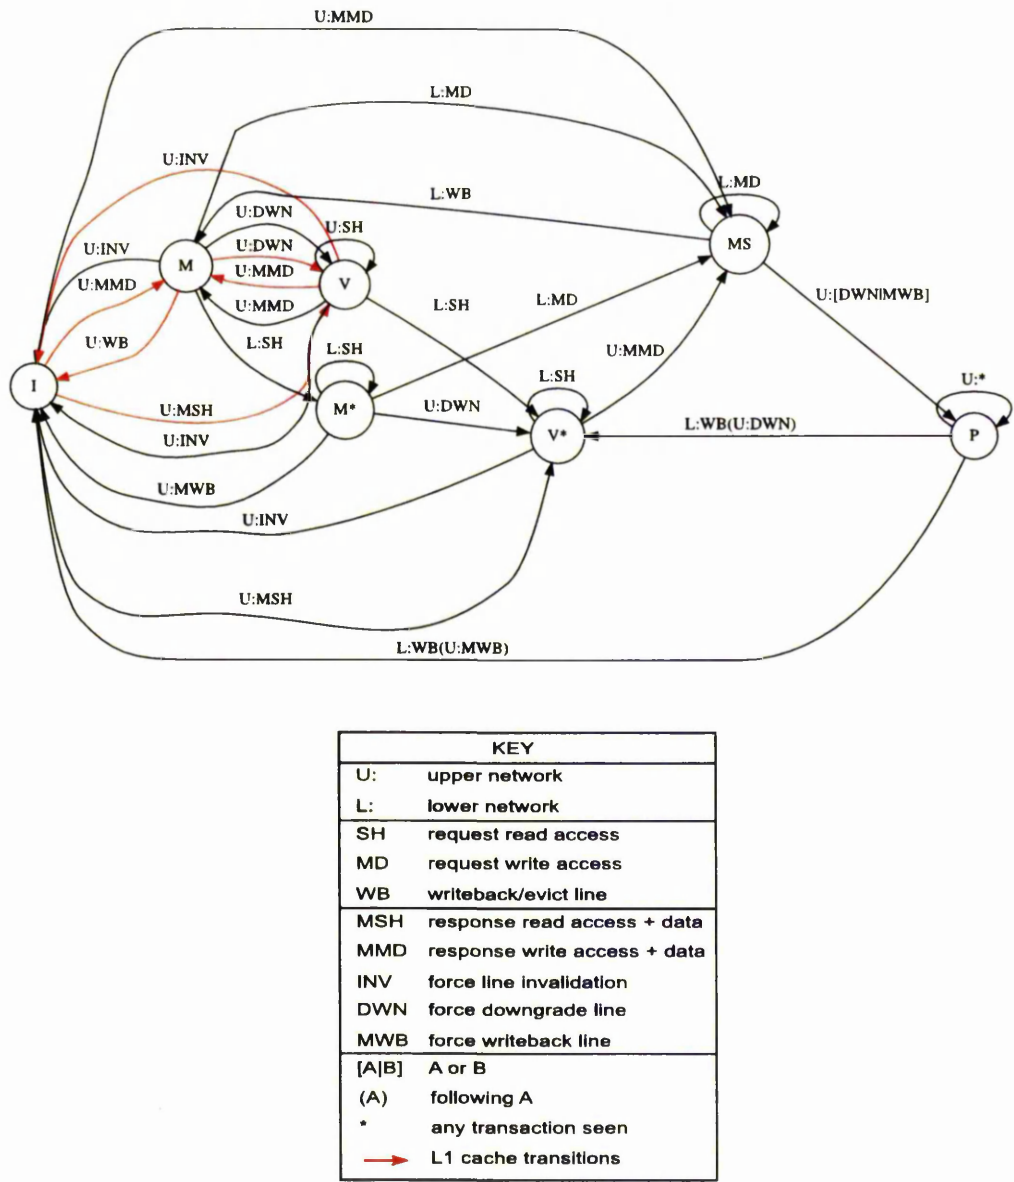 U:MMD
L:MD
U:INV
L:MD
L:WB
U:DWN
U:SH
MS
U:INV
M
U:DWN
U:MMD
V
U:MMD
U:[DWN|MWB]
U:MMD
L:SH
L:MD
U:WB
L:SH
L:SH
U:MMD
I
L:SH
U:*
U:MSH
M*
U:DWN
L:WB(U:DWN)
V*
P
U:INV
U:MWB
U:INV
U:MSH
L:WB(U:MWB)
KEY
U: upper network
L: lower network
SH request read access
MD request write access
WB writeback/evict line
MSH response read access + data
MMD response write access + data
INV force line invalidation
DWN force downgrade line
MWB force writeback line
[A|B] A or B
(A) following A
* any transaction seen
L1 cache transitions